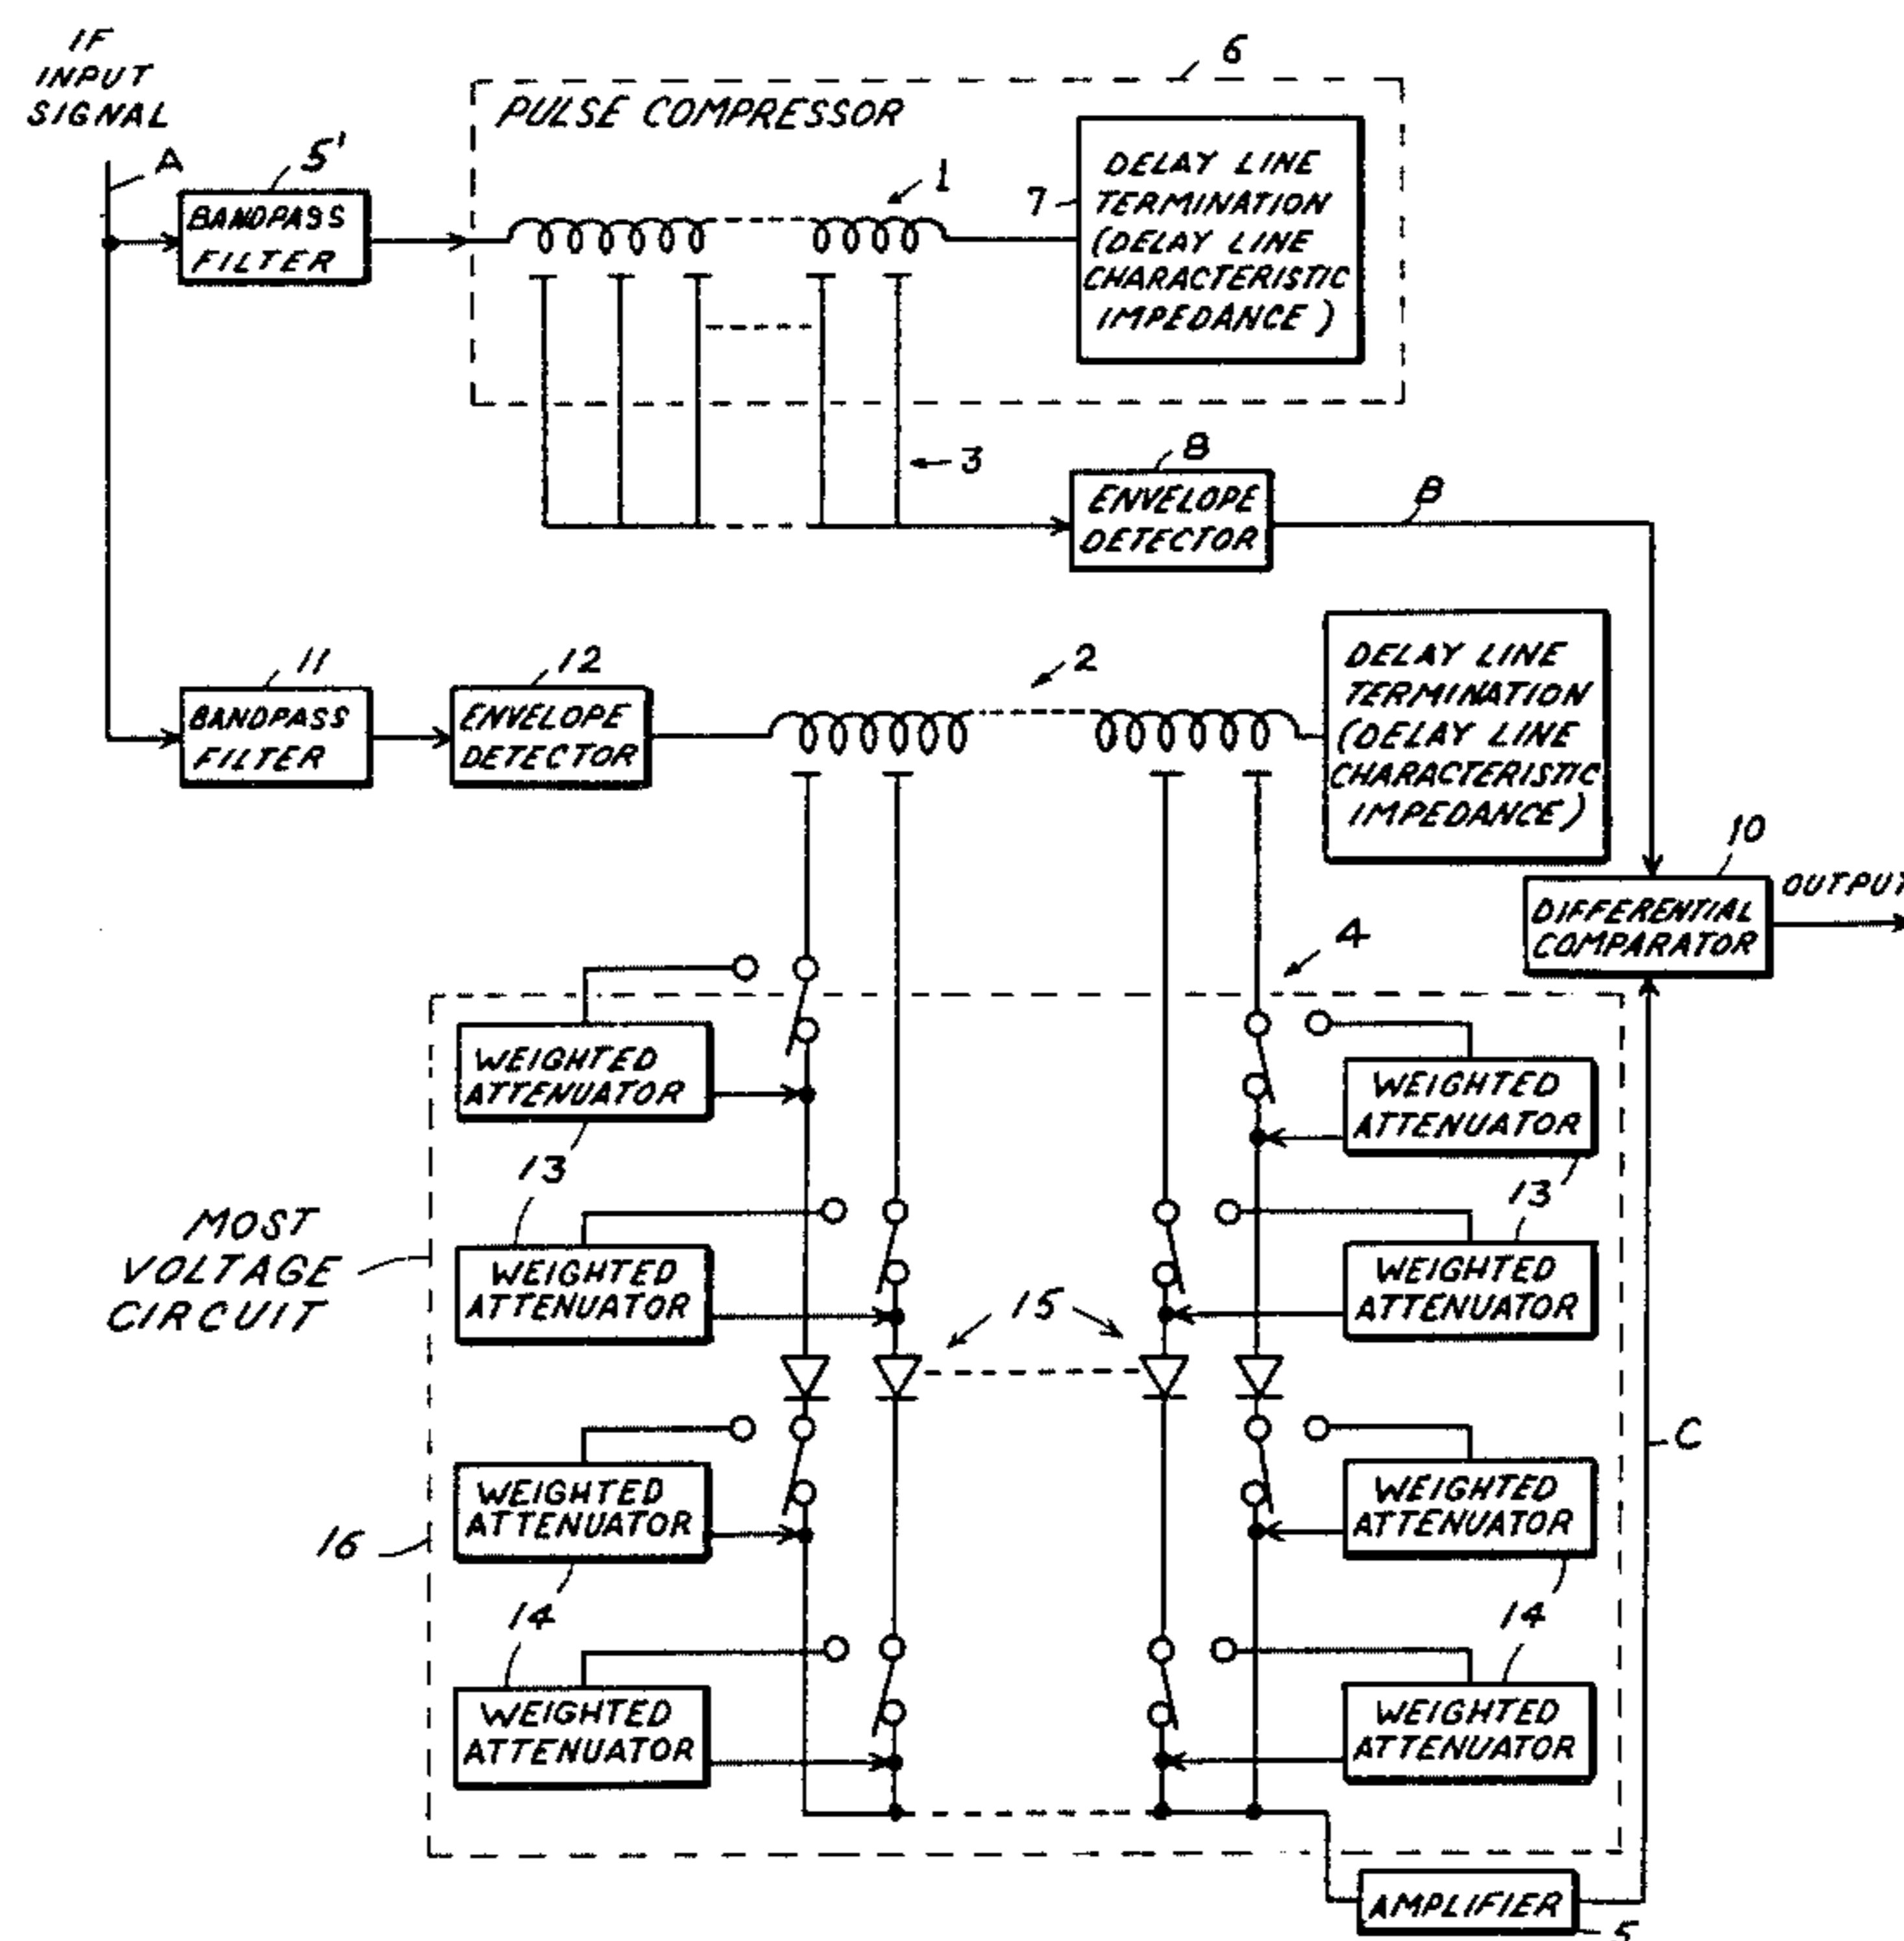 IF
INPUT
SIGNAL
A
5'
BANDPASS
FILTER
PULSE COMPRESSOR
6
1
7
DELAY LINE
TERMINATION
(DELAY LINE
CHARACTERISTIC
IMPEDANCE)
3
8
ENVELOPE
DETECTOR
B
11
BANDPASS
FILTER
12
ENVELOPE
DETECTOR
2
DELAY LINE
TERMINATION
(DELAY LINE
CHARACTERISTIC
IMPEDANCE)
10
DIFFERENTIAL
COMPARATOR
OUTPUT
4
WEIGHTED
ATTENUATOR
13
WEIGHTED
ATTENUATOR
13
MOST
VOLTAGE
CIRCUIT
WEIGHTED
ATTENUATOR
13
WEIGHTED
ATTENUATOR
15
C
16
WEIGHTED
ATTENUATOR
14
WEIGHTED
ATTENUATOR
14
WEIGHTED
ATTENUATOR
WEIGHTED
ATTENUATOR
AMPLIFIER
5